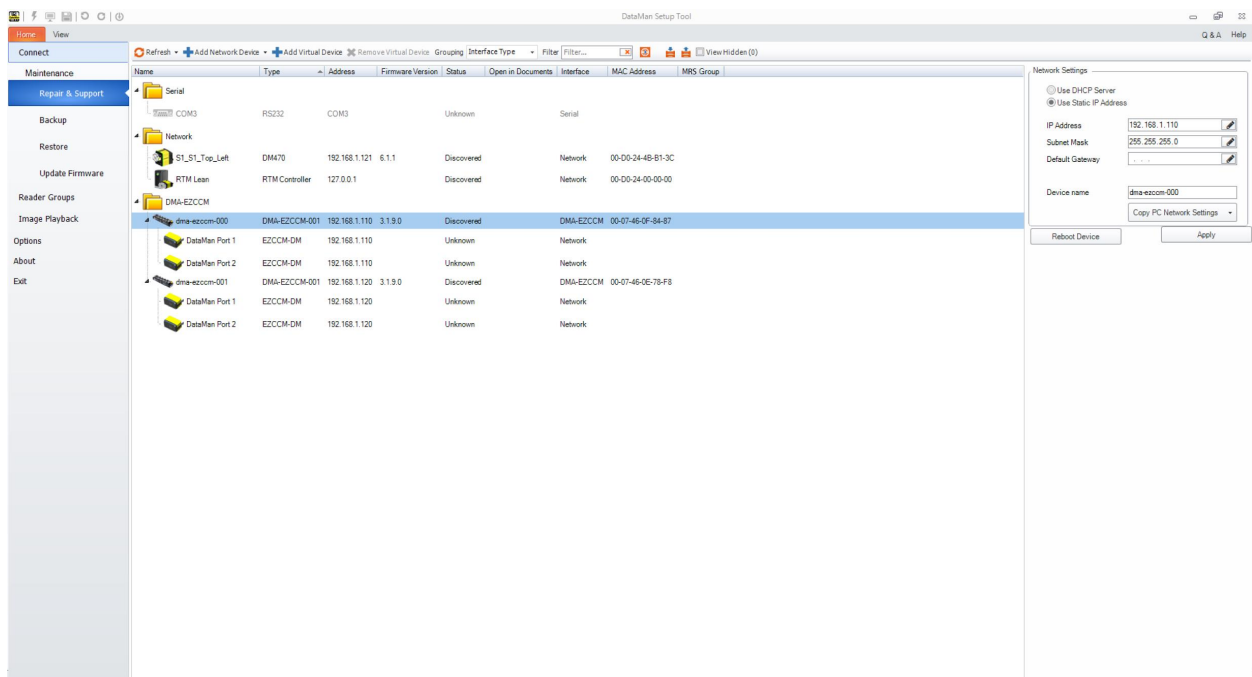 DataMan Setup Tool
Home View Q & A Help
Connect
Maintenance
Repair & Support
Backup
Restore
Update Firmware
Reader Groups
Image Playback
Options
About
Exit
Refresh Add Network Device Add Virtual Device Remove Virtual Device Grouping Interface Type Filter Filter... View Hidden (0)
Name Type Address Firmware Version Status Open in Documents Interface MAC Address MRS Group
Serial
COM3 RS232 COM3 Unknown Serial
Network
S1_S1_Top_Left DM470 192.168.1.121 6.1.1 Discovered Network 00-D0-24-4B-B1-3C
RTM Lean RTM Controller 127.0.0.1 Discovered Network 00-D0-24-00-00-00
DMA-EZCCM
dma-ezccm-000 DMA-EZCCM-001 192.168.1.110 3.1.9.0 Discovered DMA-EZCCM 00-07-46-0F-84-87
DataMan Port 1 EZCCM-DM 192.168.1.110 Unknown Network
DataMan Port 2 EZCCM-DM 192.168.1.110 Unknown Network
dma-ezccm-001 DMA-EZCCM-001 192.168.1.120 3.1.9.0 Discovered DMA-EZCCM 00-07-46-0E-78-F8
DataMan Port 1 EZCCM-DM 192.168.1.120 Unknown Network
DataMan Port 2 EZCCM-DM 192.168.1.120 Unknown Network
Network Settings
Use DHCP Server
Use Static IP Address
IP Address 192.168.1.110
Subnet Mask 255.255.255.0
Default Gateway . . .
Device name dma-ezccm-000
Copy PC Network Settings
Reboot Device Apply